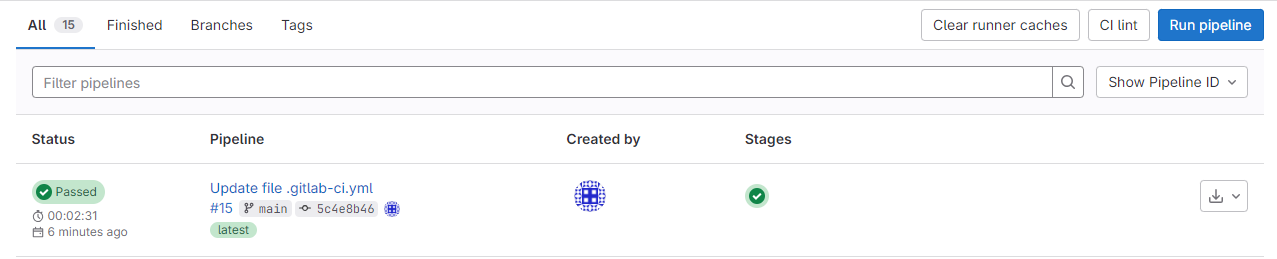 All 15 Finished Branches Tags Clear runner caches CI lint Run pipeline
Filter pipelines Show Pipeline ID
Status Pipeline Created by Stages
Passed Update file .gitlab-ci.yml
00:02:31 #15 main 5c4e8b46
6 minutes ago latest